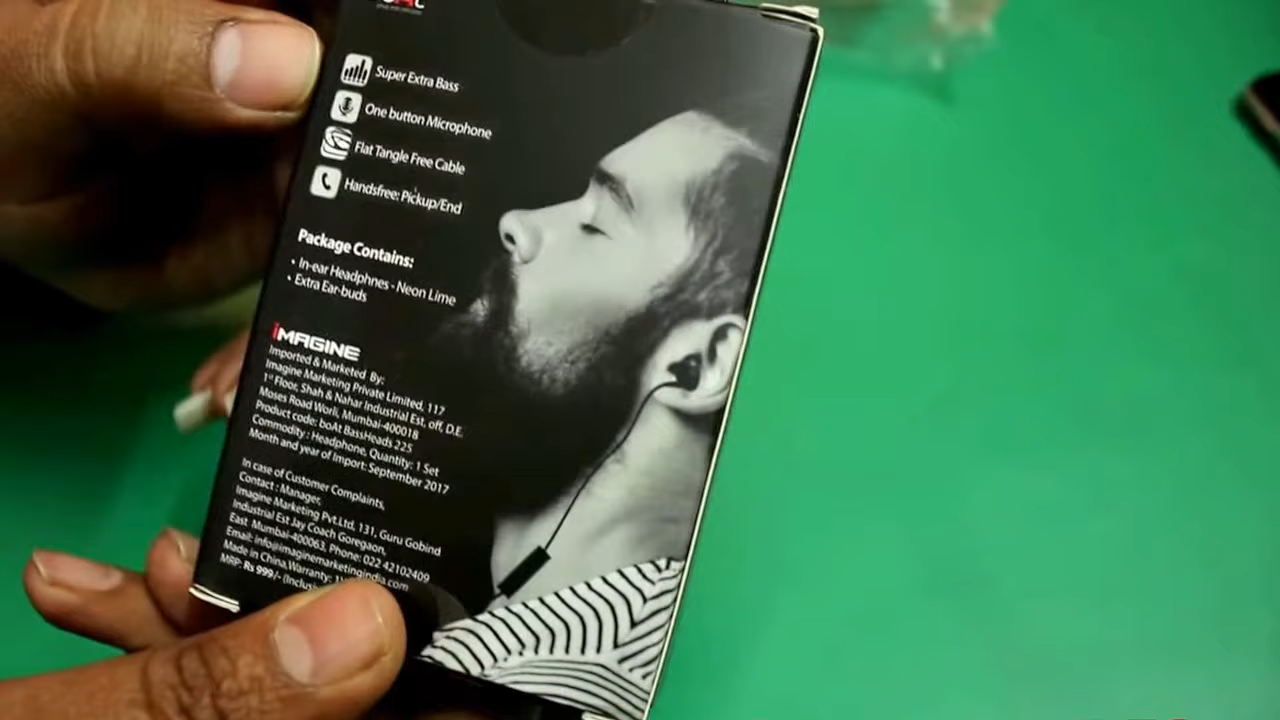 Super Extra Bass
One button Microphone
Flat Tangle Free Cable
Handsfree: Pickup/End
Package Contains:
• In-ear Headphnes - Neon Lime
• Extra Ear-buds
iMAGINE
Imported & Marketed By:
Imagine Marketing Private Limited, 117
1st Floor, Shah & Nahar Industrial Est. off, D.E.
Moses Road Worli, Mumbai-400018
Product code: boAt BassHeads 225
Commodity : Headphone, Quantity: 1 Set
Month and year of Import: September 2017
In case of Customer Complaints,
Contact : Manager,
Imagine Marketing Pvt.Ltd, 131, Guru Gobind
Industrial Est Jay Coach Goregaon,
East Mumbai-400063, Phone: 022 42102409
Email: info@imaginemarketingindia.com
Made in China, Warranty:
MRP: Rs 999/-